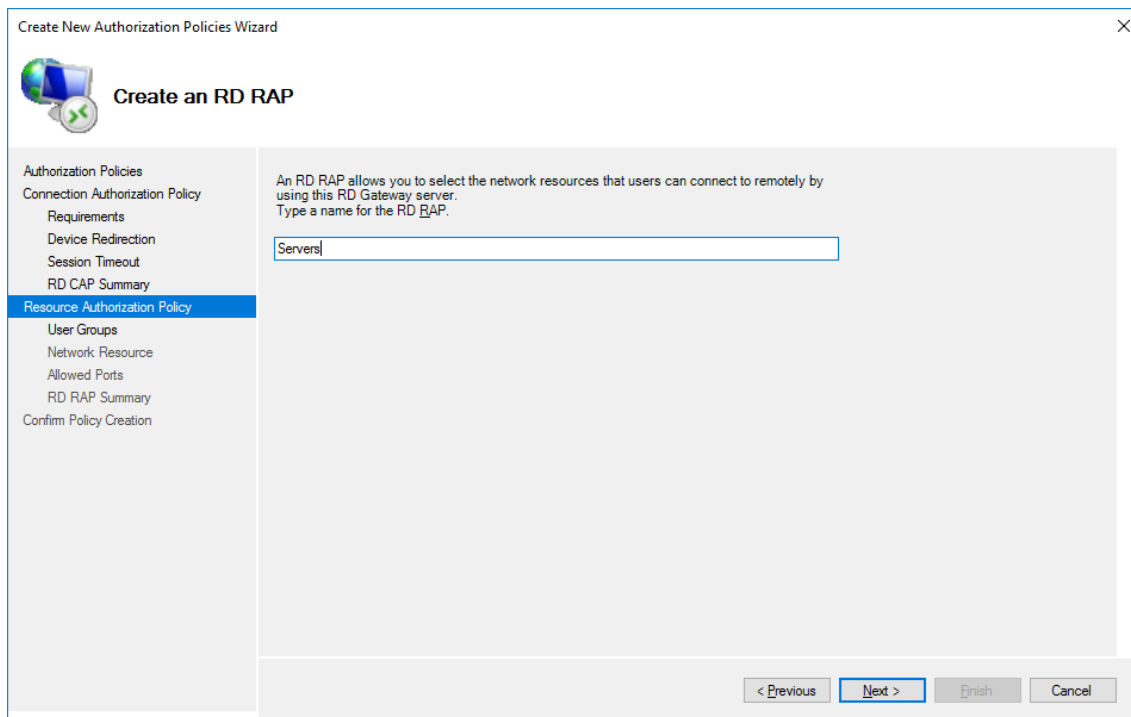 Create New Authorization Policies Wizard
Create an RD RAP
Authorization Policies
Connection Authorization Policy
Requirements
Device Redirection
Session Timeout
RD CAP Summary
Resource Authorization Policy
User Groups
Network Resource
Allowed Ports
RD RAP Summary
Confirm Policy Creation
An RD RAP allows you to select the network resources that users can connect to remotely by
using this RD Gateway server.
Type a name for the RD RAP.
Servers
< Previous
Next >
Finish
Cancel